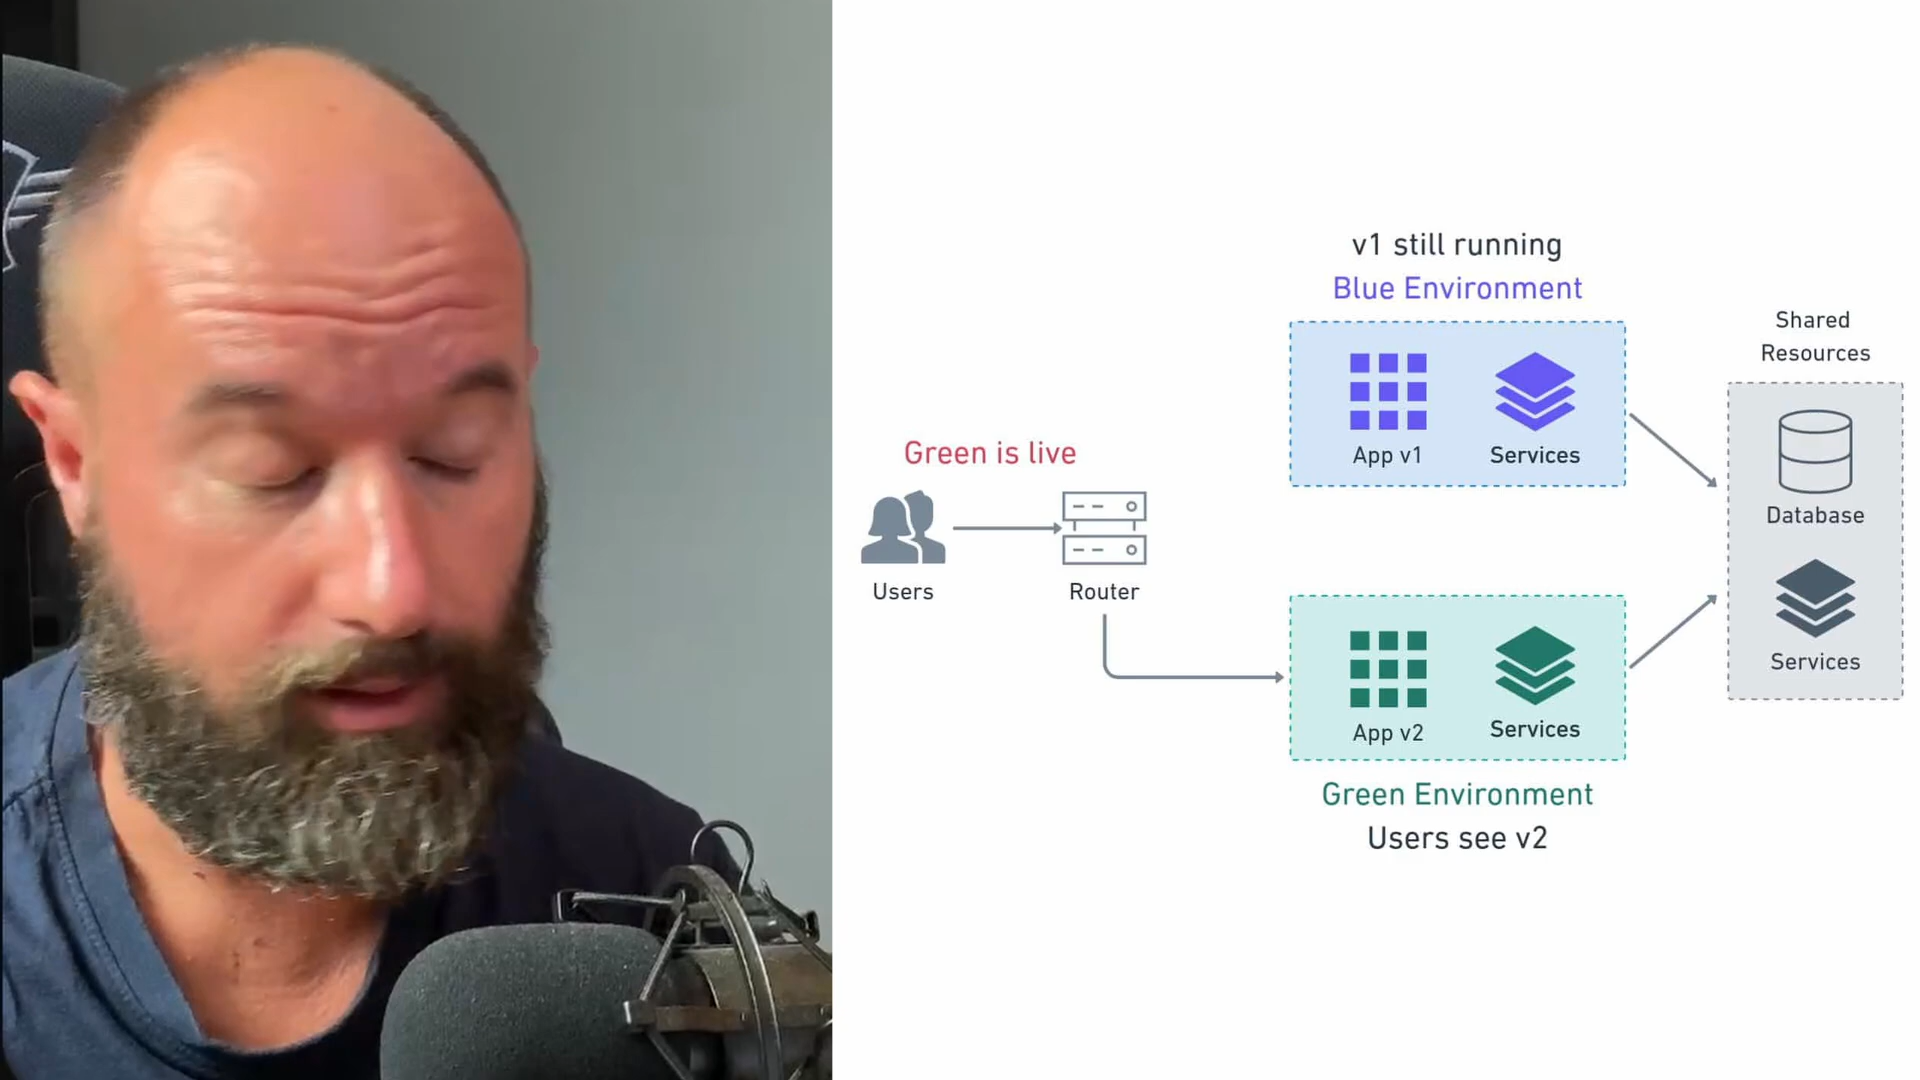 v1 still running
Blue Environment
Shared
Resources
App v1
Services
Green is live
Database
Users
Router
Services
App v2
Services
Green Environment
Users see v2